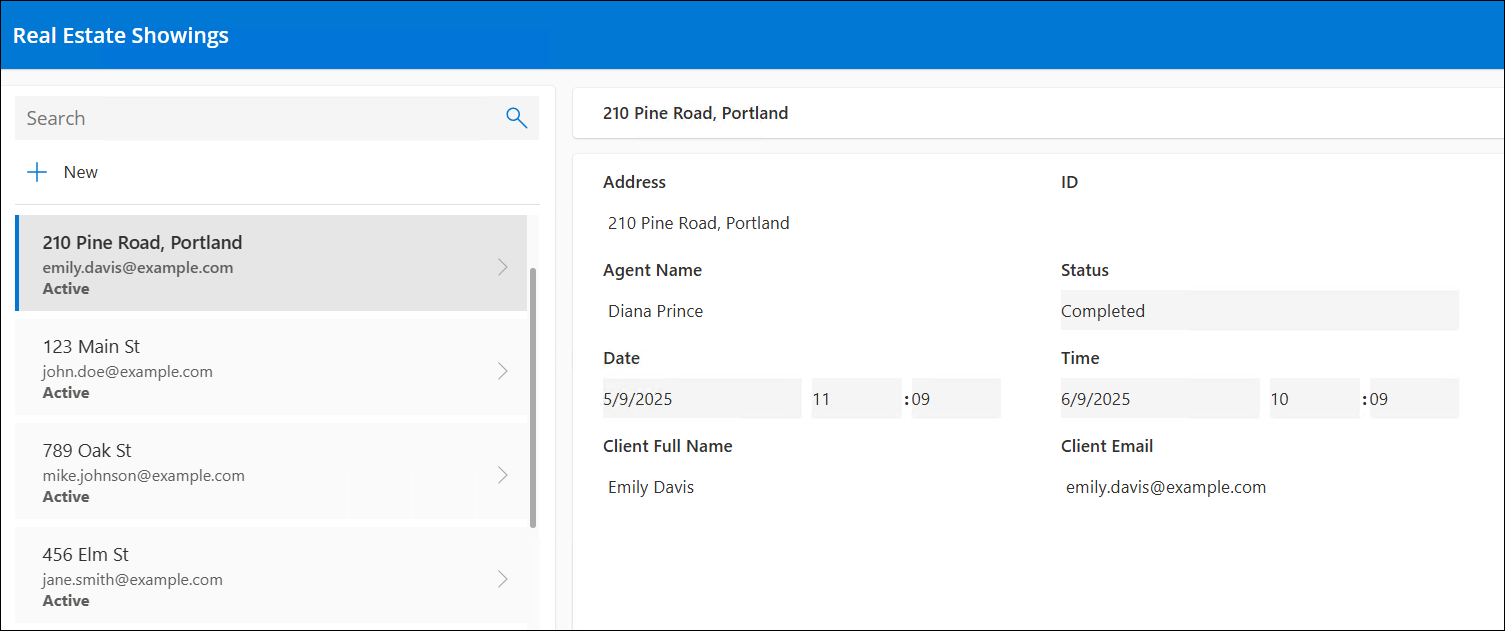 Real Estate Showings
Search
New
210 Pine Road, Portland
emily.davis@example.com
Active
123 Main St
john.doe@example.com
Active
789 Oak St
mike.johnson@example.com
Active
456 Elm St
jane.smith@example.com
Active
210 Pine Road, Portland
Address
ID
210 Pine Road, Portland
Agent Name
Status
Diana Prince
Completed
Date
Time
5/9/2025 11 : 09
6/9/2025 10 : 09
Client Full Name
Client Email
Emily Davis
emily.davis@example.com